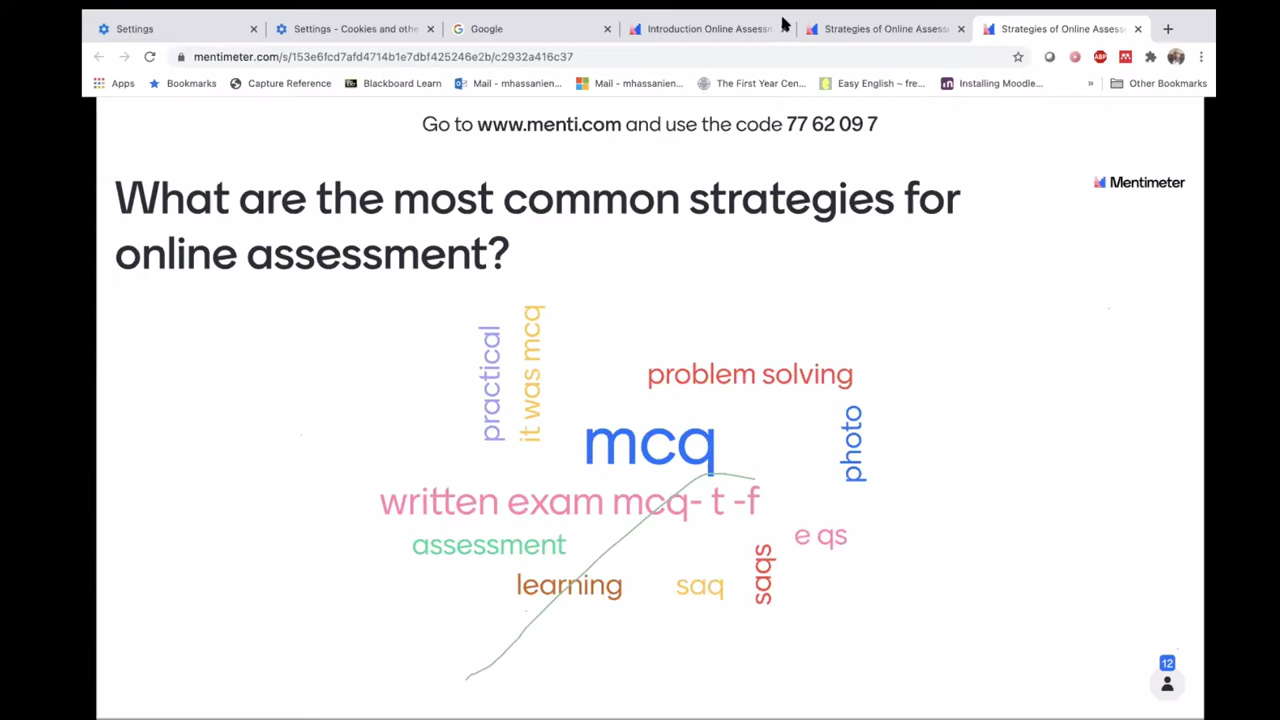 Settings
Settings - Cookies and othe
Google
Introduction Online Assessm
Strategies of Online Assess
Strategies of Online Assess
mentimeter.com/s/153e6fcd7afd4714b1e7dbf425246e2b/c2932a416c37
ABP
Apps
Bookmarks
Capture Reference
Bb
Blackboard Learn
Mail - mhassanien...
Mail - mhassanien...
The First Year Cen...
Easy English ~ fre...
Installing Moodle...
»
Other Bookmarks
Go to www.menti.com and use the code 77 62 09 7
Mentimeter
What are the most common strategies for
online assessment?
practical
it was mcq
problem solving
mcq
photo
written exam mcq- t -f
assessment
e qs
learning
saq
saqs
12